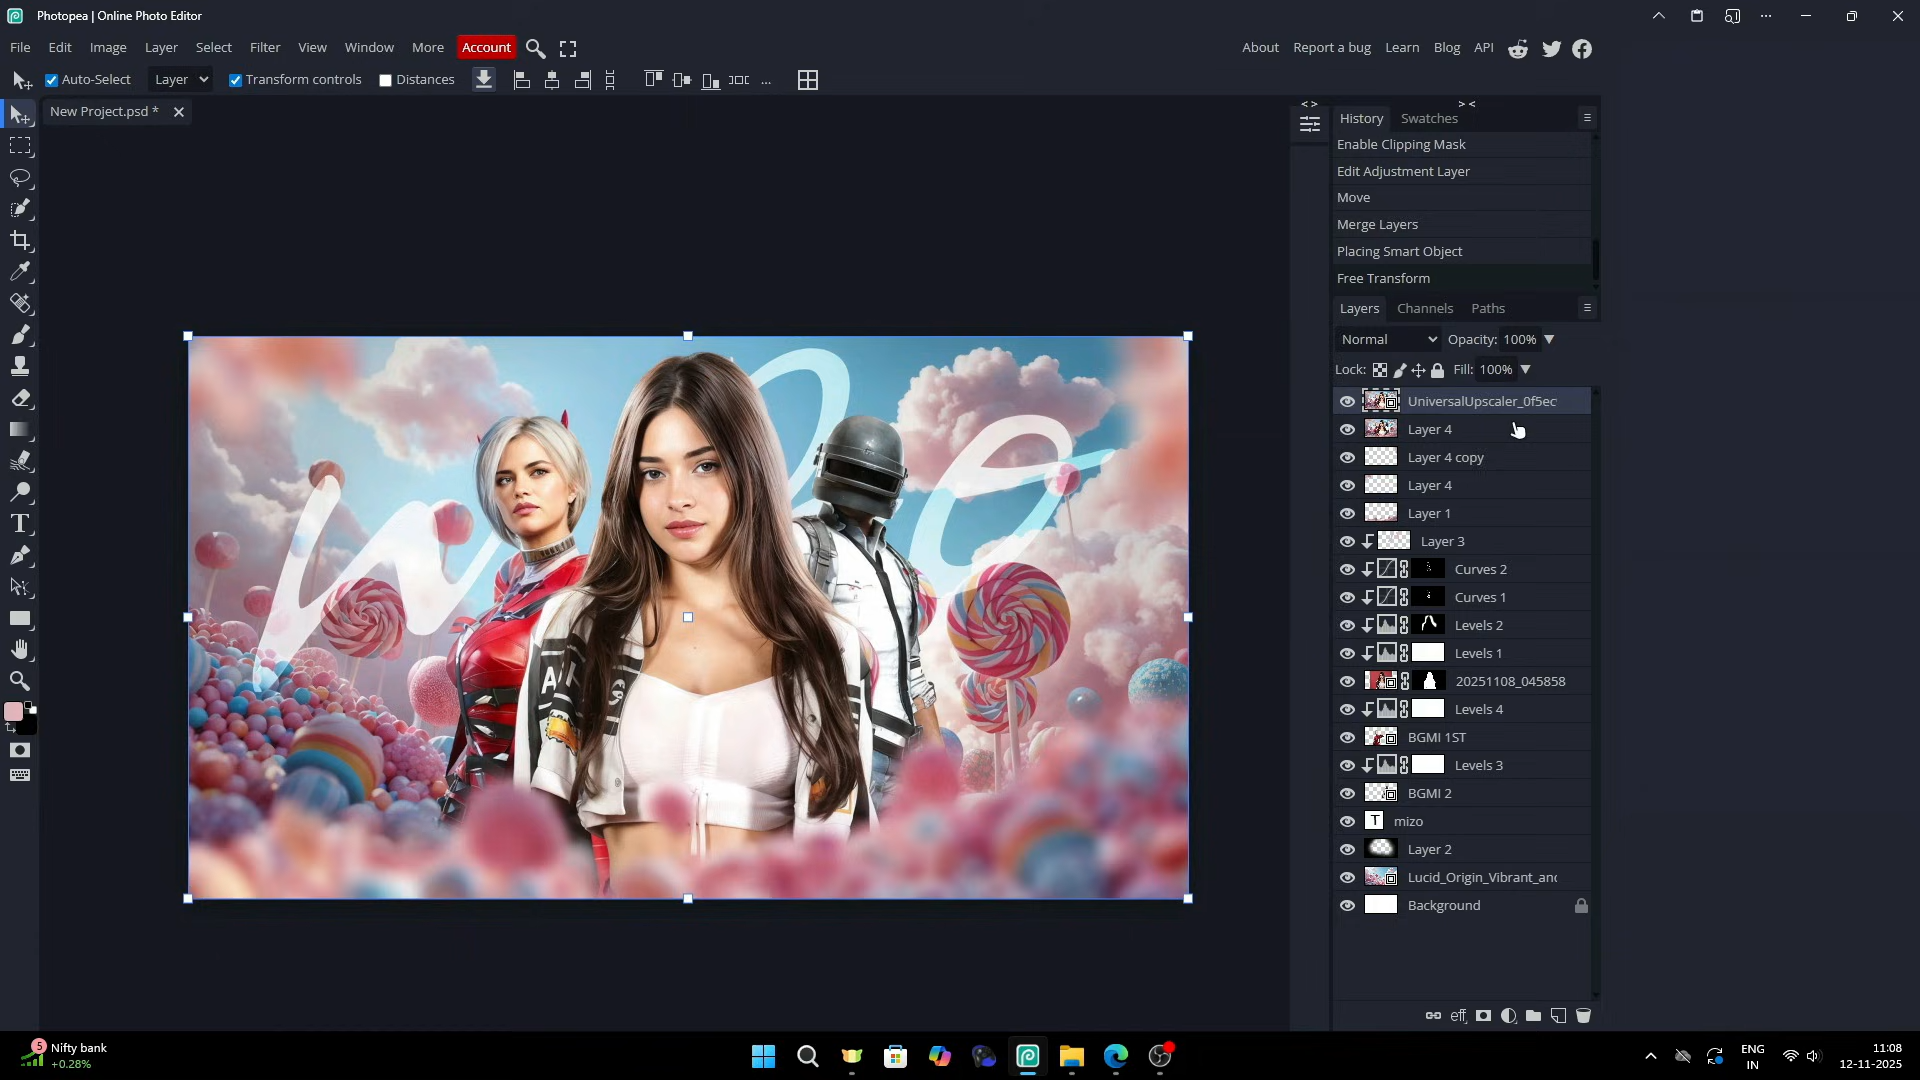 Photopea | Online Photo Editor
File Edit Image Layer Select Filter View Window More Account
About Report a bug Learn Blog API
Auto-Select Layer Transform controls Distances ...
New Project.psd *
< > > <
History Swatches
Enable Clipping Mask
Edit Adjustment Layer
Move
Merge Layers
Placing Smart Object
Free Transform
Layers Channels Paths
Normal Opacity: 100%
Lock: Fill: 100%
UniversalUpscaler_0f5ec
Layer 4
Layer 4 copy
Layer 4
Layer 1
Layer 3
Curves 2
Curves 1
Levels 2
Levels 1
20251108_045858
Levels 4
BGMI 1ST
Levels 3
BGMI 2
T mizo
Layer 2
Lucid_Origin_Vibrant_and
Background
eff
5 Nifty bank
+0.28%
ENG
IN
11:08
12-11-2025